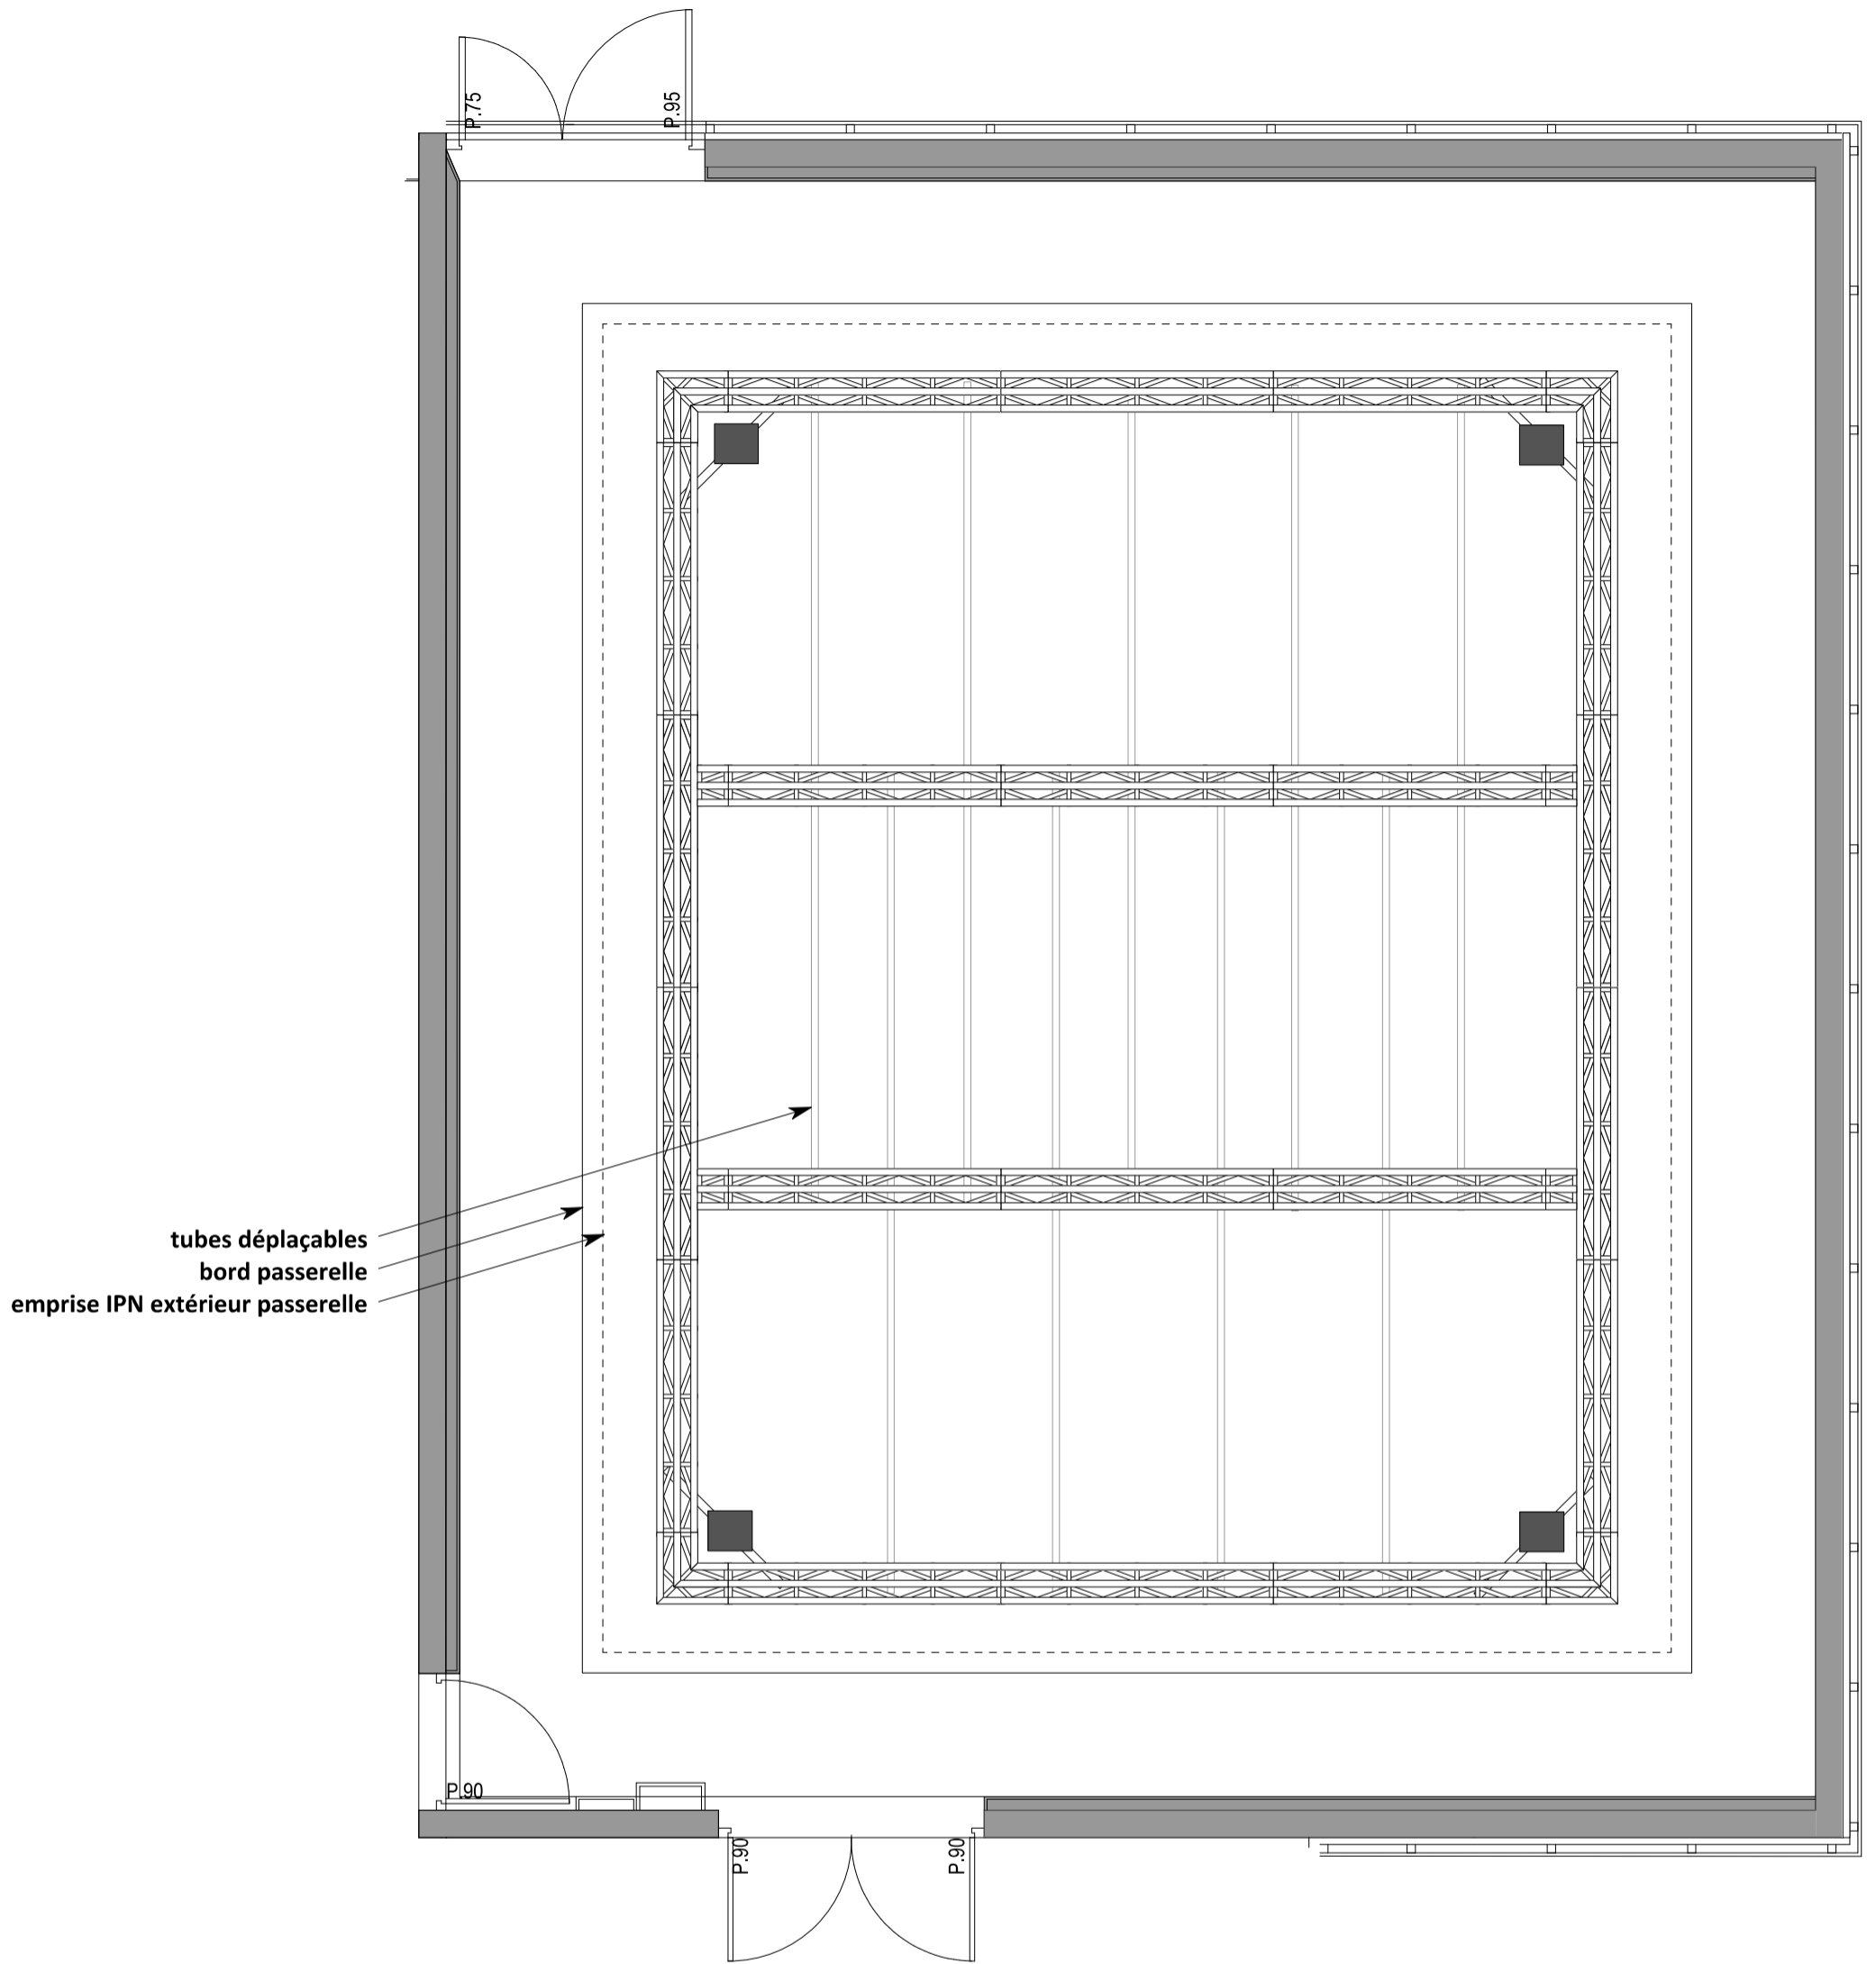 P.75
P.95
tubes déplaçables
bord passerelle
emprise IPN extérieur passerelle
P.90
P.90
P.90